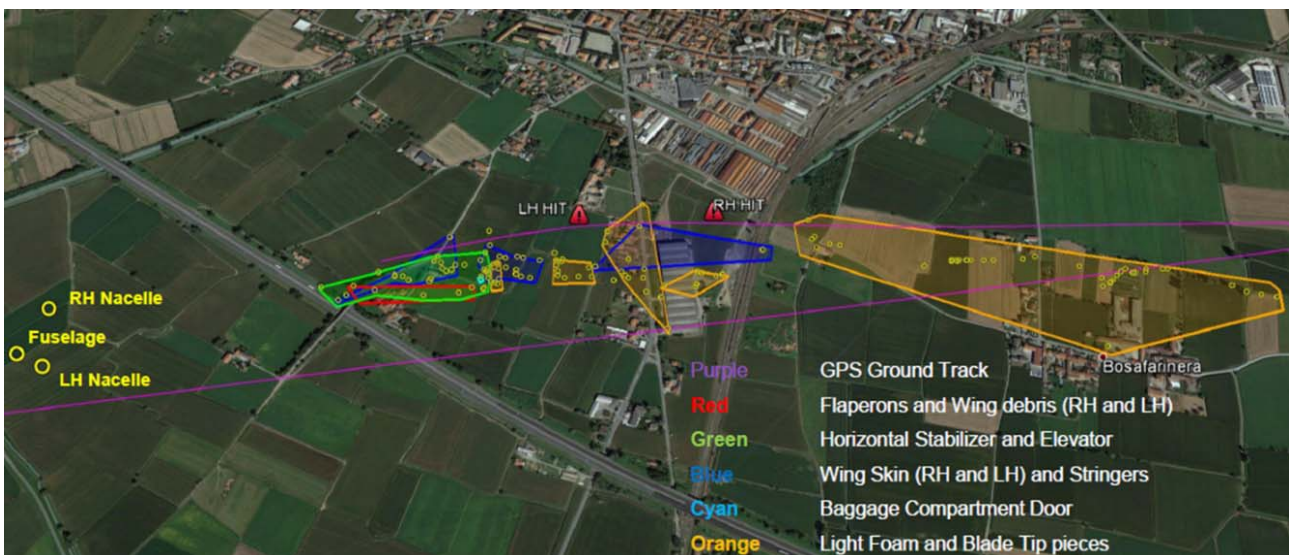 LH HIT
RH HIT
RH Nacelle
Fuselage
LH Nacelle
Bosafarinera
Purple GPS Ground Track
Red Flaperons and Wing debris (RH and LH)
Green Horizontal Stabilizer and Elevator
Blue Wing Skin (RH and LH) and Stringers
Cyan Baggage Compartment Door
Orange Light Foam and Blade Tip pieces